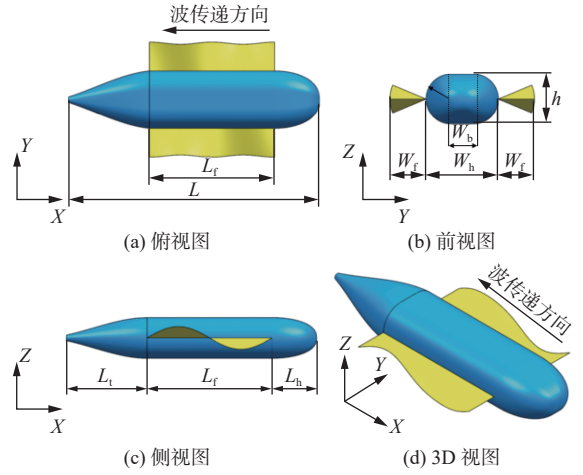 波传递方向
Y
X
L_f
L
(a) 俯视图
h
W_b
Z
W_f
W_h
W_f
Y
(b) 前视图
Z
X
L_t
L_f
L_h
(c) 侧视图
波传递方向
Z
Y
X
(d) 3D 视图